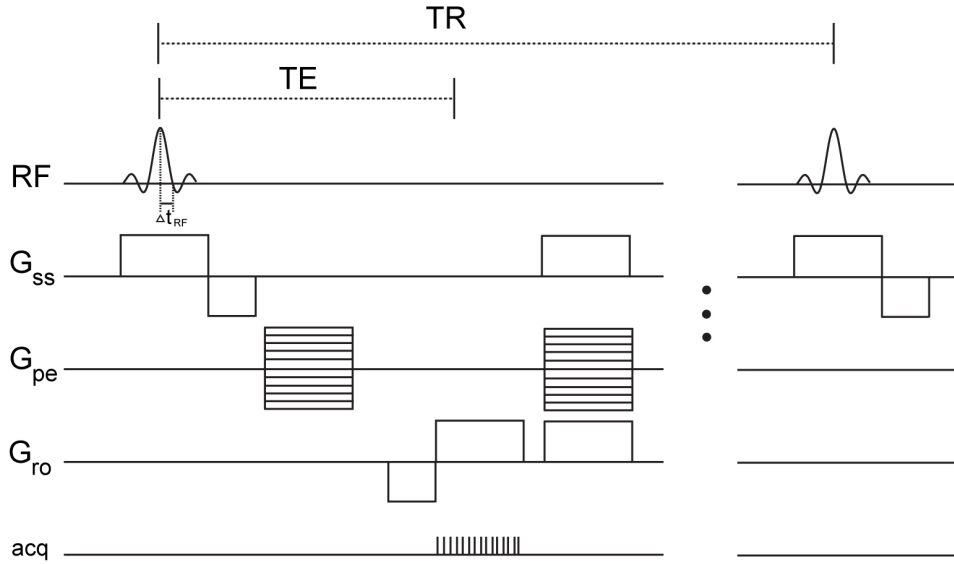 TR
TE
RF
ΔtRF
Gss
Gpe
Gro
acq